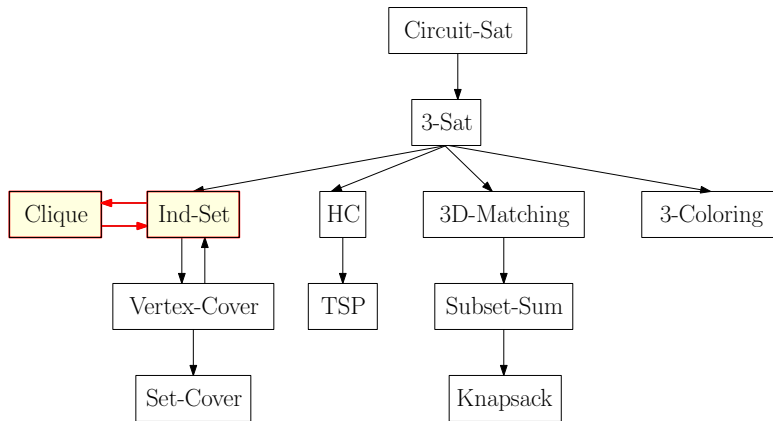 Circuit-Sat
3-Sat
Clique
Ind-Set
HC
3D-Matching
3-Coloring
Vertex-Cover
TSP
Subset-Sum
Set-Cover
Knapsack